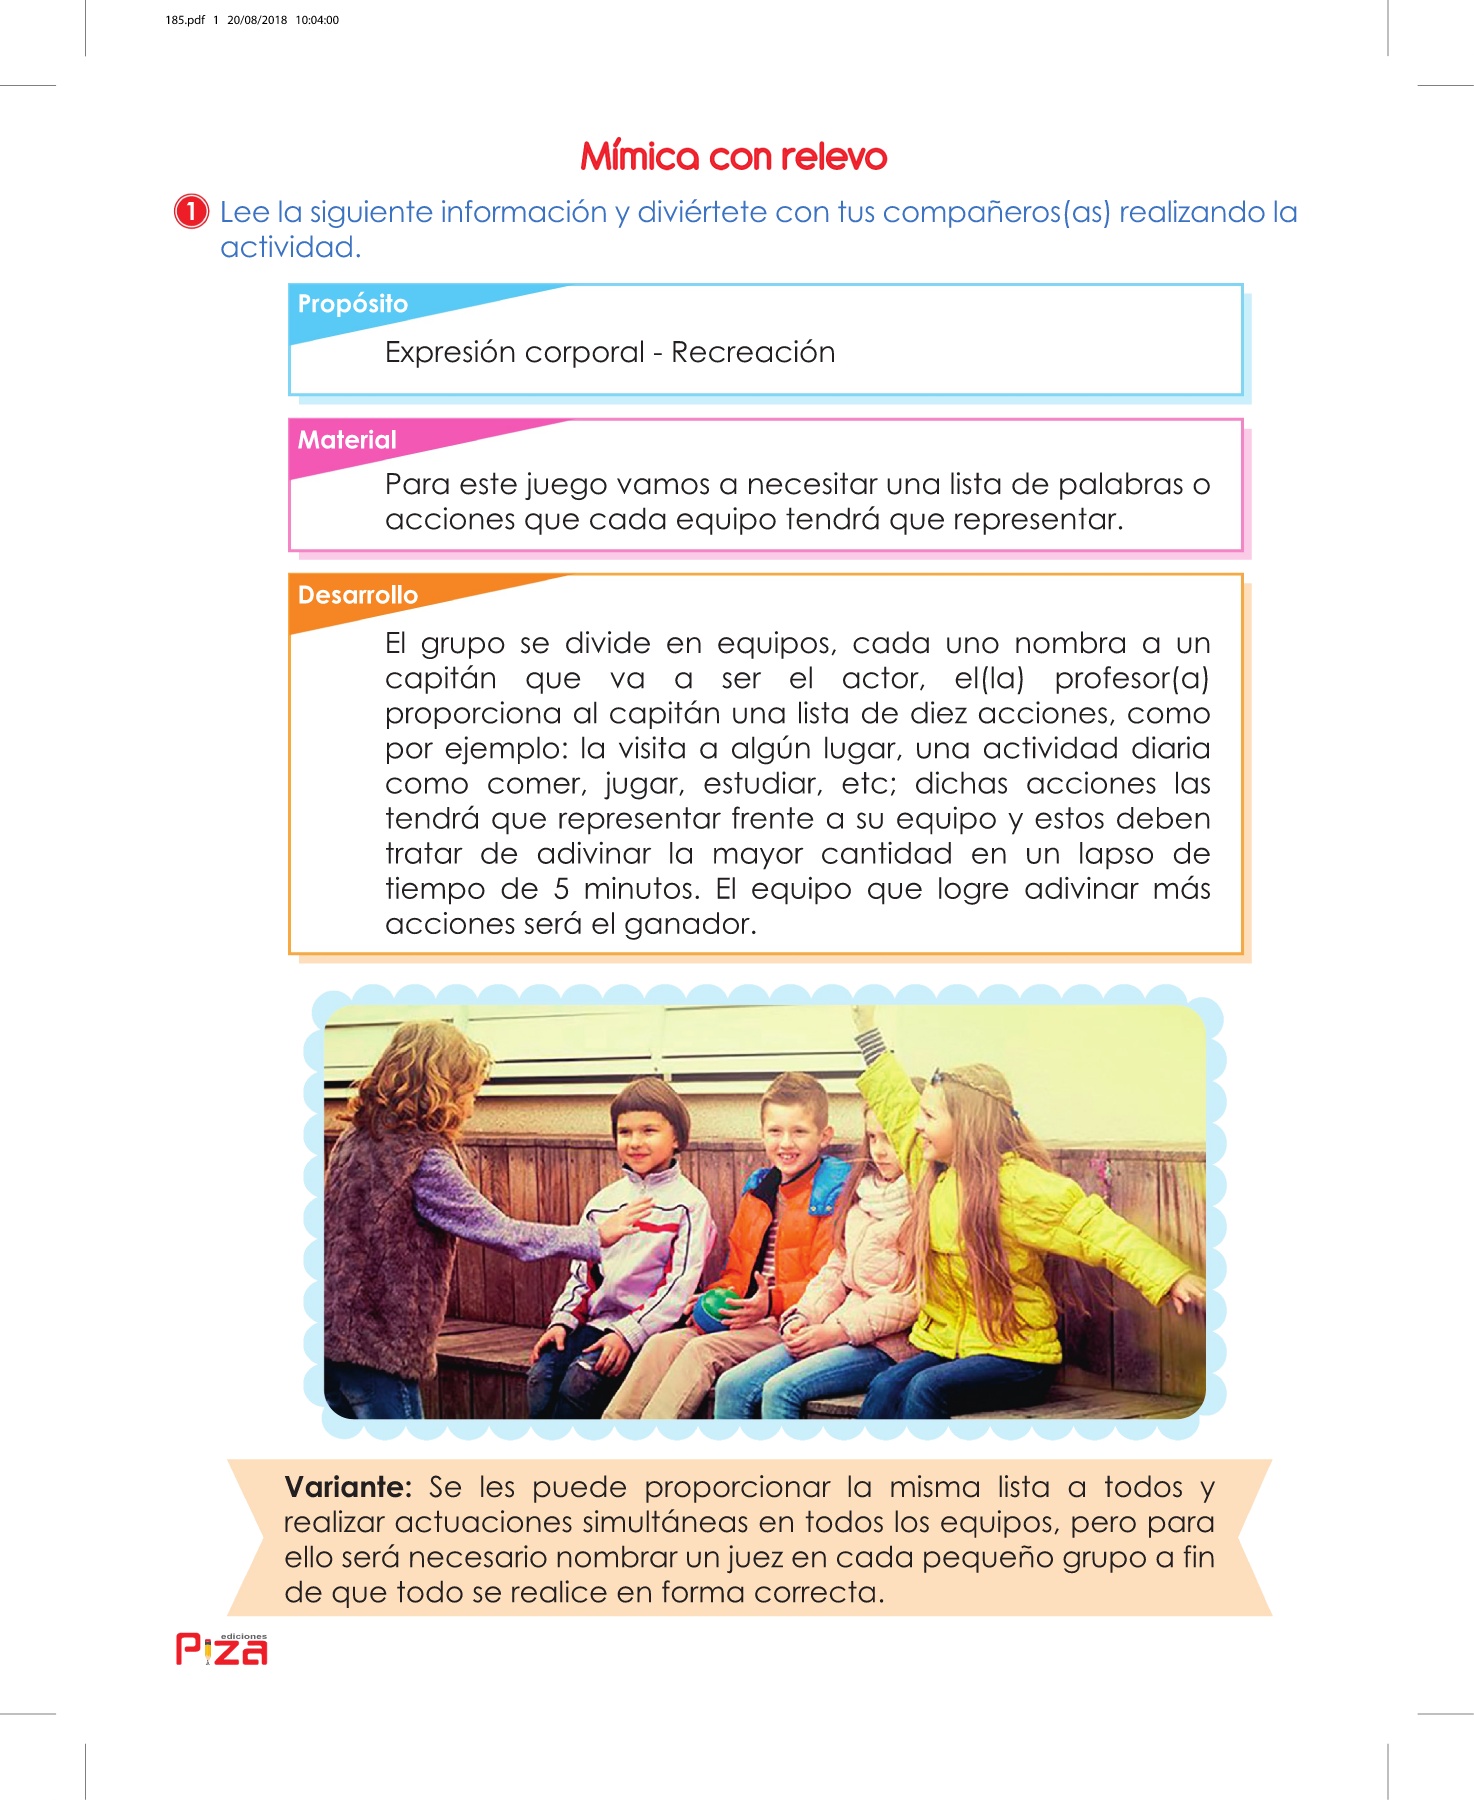 185.pdf 1 20/08/2018 10:04:00
Mímica con relevo
1 Lee la siguiente información y diviértete con tus compañeros(as) realizando la
actividad.
Propósito
Expresión corporal - Recreación
Material
Para este juego vamos a necesitar una lista de palabras o
acciones que cada equipo tendrá que representar.
Desarrollo
El grupo se divide en equipos, cada uno nombra a un
capitán que va a ser el actor, el(la) profesor(a)
proporciona al capitán una lista de diez acciones, como
por ejemplo: la visita a algún lugar, una actividad diaria
como comer, jugar, estudiar, etc; dichas acciones las
tendrá que representar frente a su equipo y estos deben
tratar de adivinar la mayor cantidad en un lapso de
tiempo de 5 minutos. El equipo que logre adivinar más
acciones será el ganador.
Variante: Se les puede proporcionar la misma lista a todos y
realizar actuaciones simultáneas en todos los equipos, pero para
ello será necesario nombrar un juez en cada pequeño grupo a fin
de que todo se realice en forma correcta.
ediciones
Piza